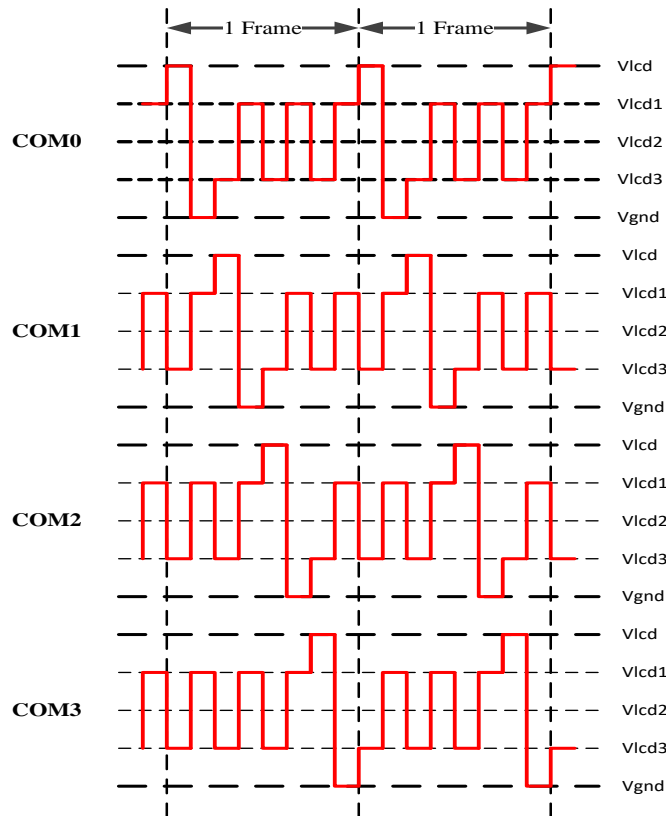 1 Frame 1 Frame
Vlcd
Vlcd1
COM0
Vlcd2
Vlcd3
Vgnd
Vlcd
Vlcd1
COM1
Vlcd2
Vlcd3
Vgnd
Vlcd
Vlcd1
COM2
Vlcd2
Vlcd3
Vgnd
Vlcd
Vlcd1
COM3
Vlcd2
Vlcd3
Vgnd